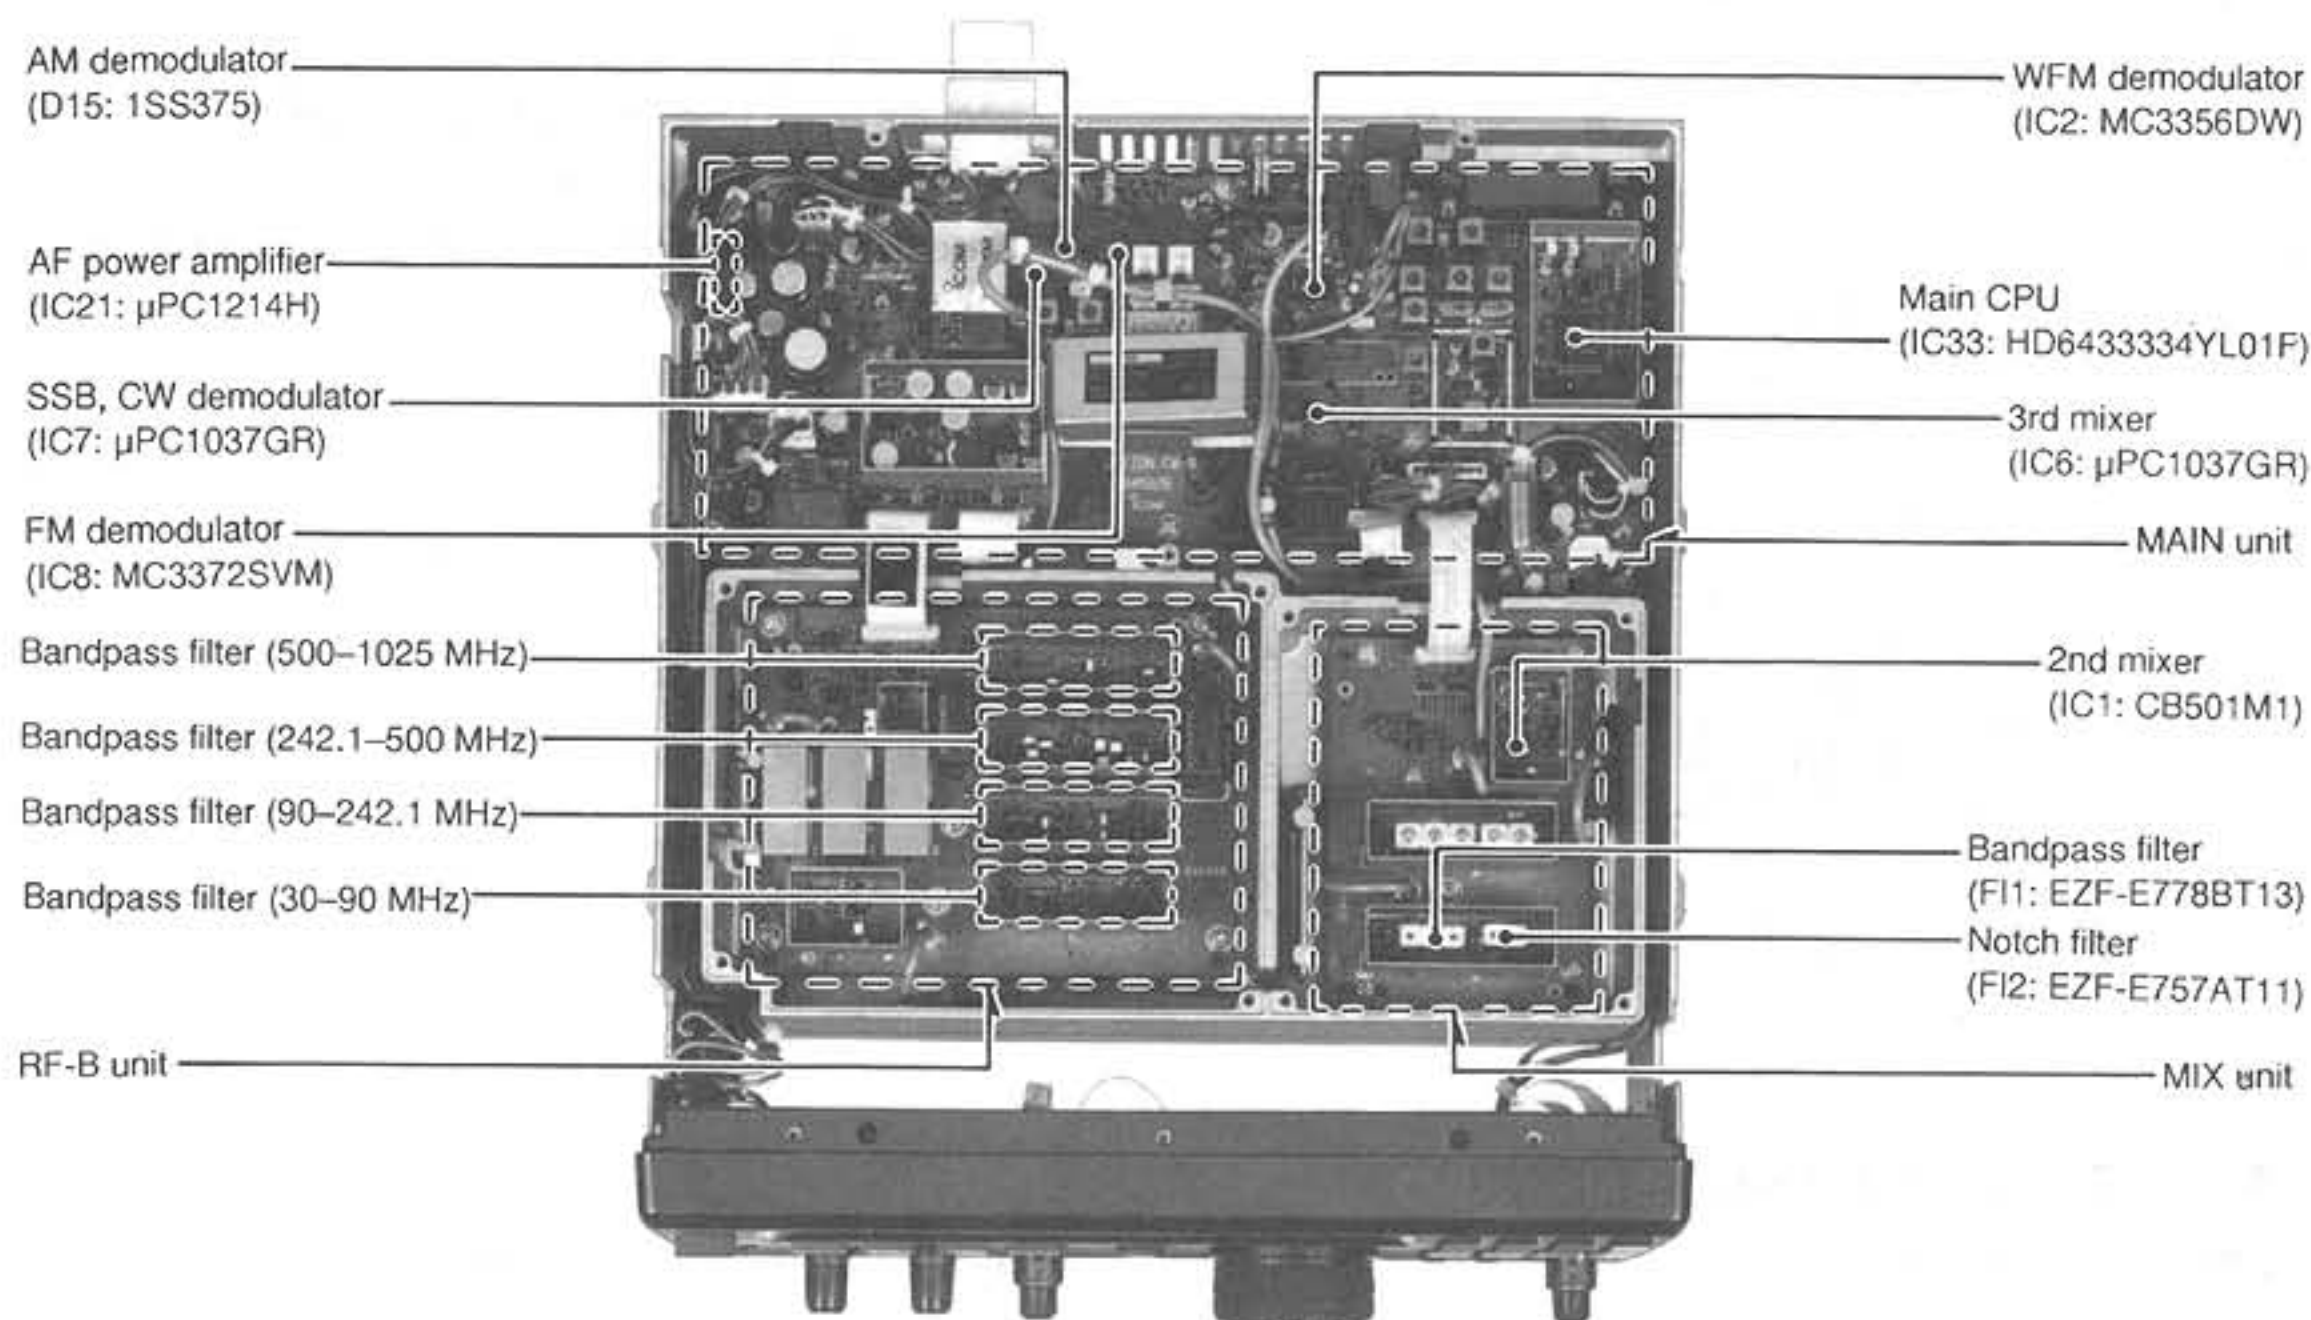 AM demodulator
(D15: 1SS375)
AF power amplifier
(IC21: µPC1214H)
SSB, CW demodulator
(IC7: µPC1037GR)
FM demodulator
(IC8: MC3372SVM)
Bandpass filter (500–1025 MHz)
Bandpass filter (242.1–500 MHz)
Bandpass filter (90–242.1 MHz)
Bandpass filter (30–90 MHz)
RF-B unit
WFM demodulator
(IC2: MC3356DW)
Main CPU
(IC33: HD6433334YL01F)
3rd mixer
(IC6: µPC1037GR)
MAIN unit
2nd mixer
(IC1: CB501M1)
Bandpass filter
(FI1: EZF-E778BT13)
Notch filter
(FI2: EZF-E757AT11)
MIX unit
ICOM